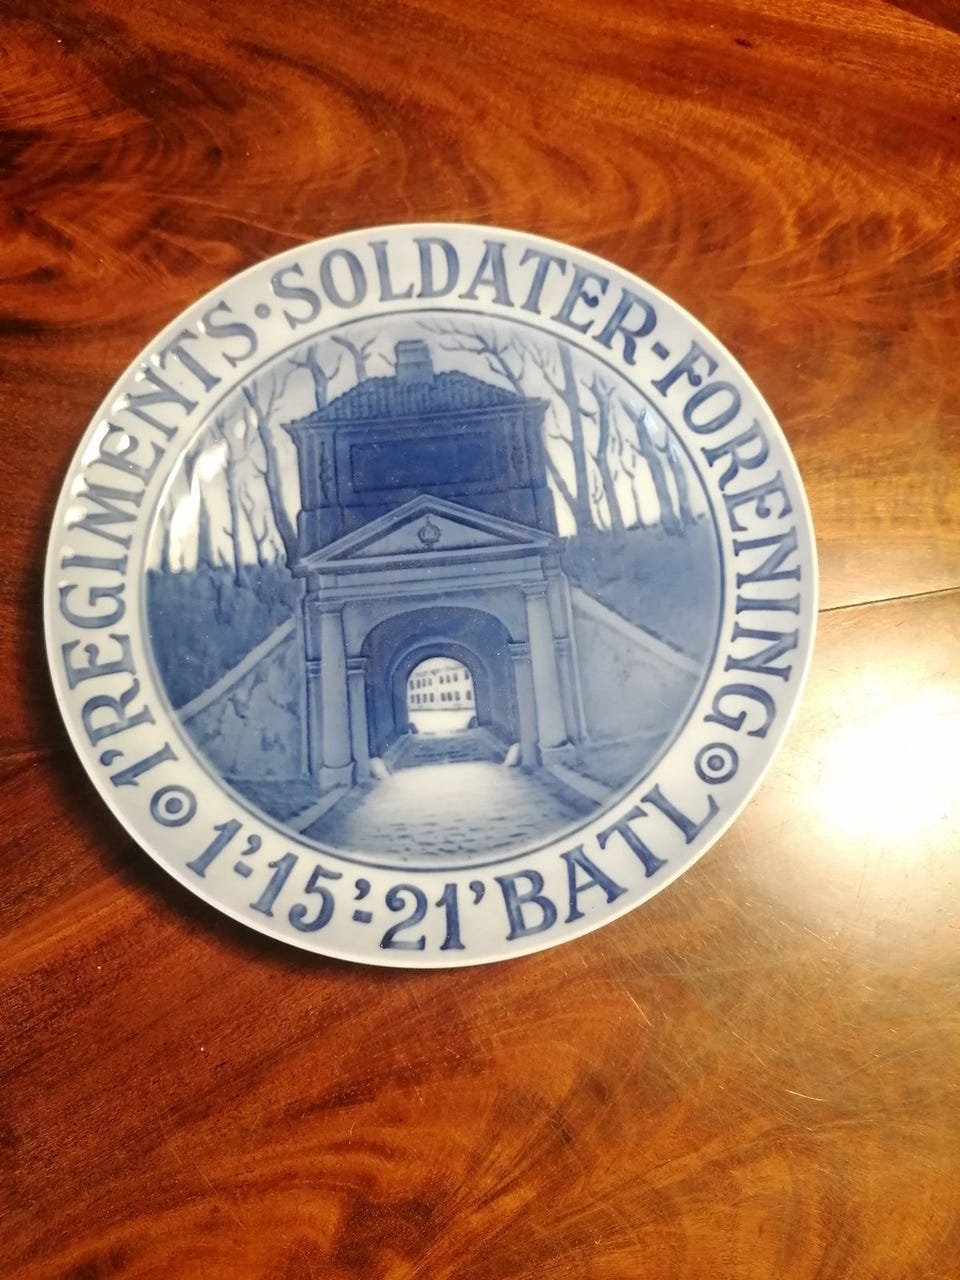 1'REGIMENTS·SOLDATER-FORENING
1'-15'-21'BATL